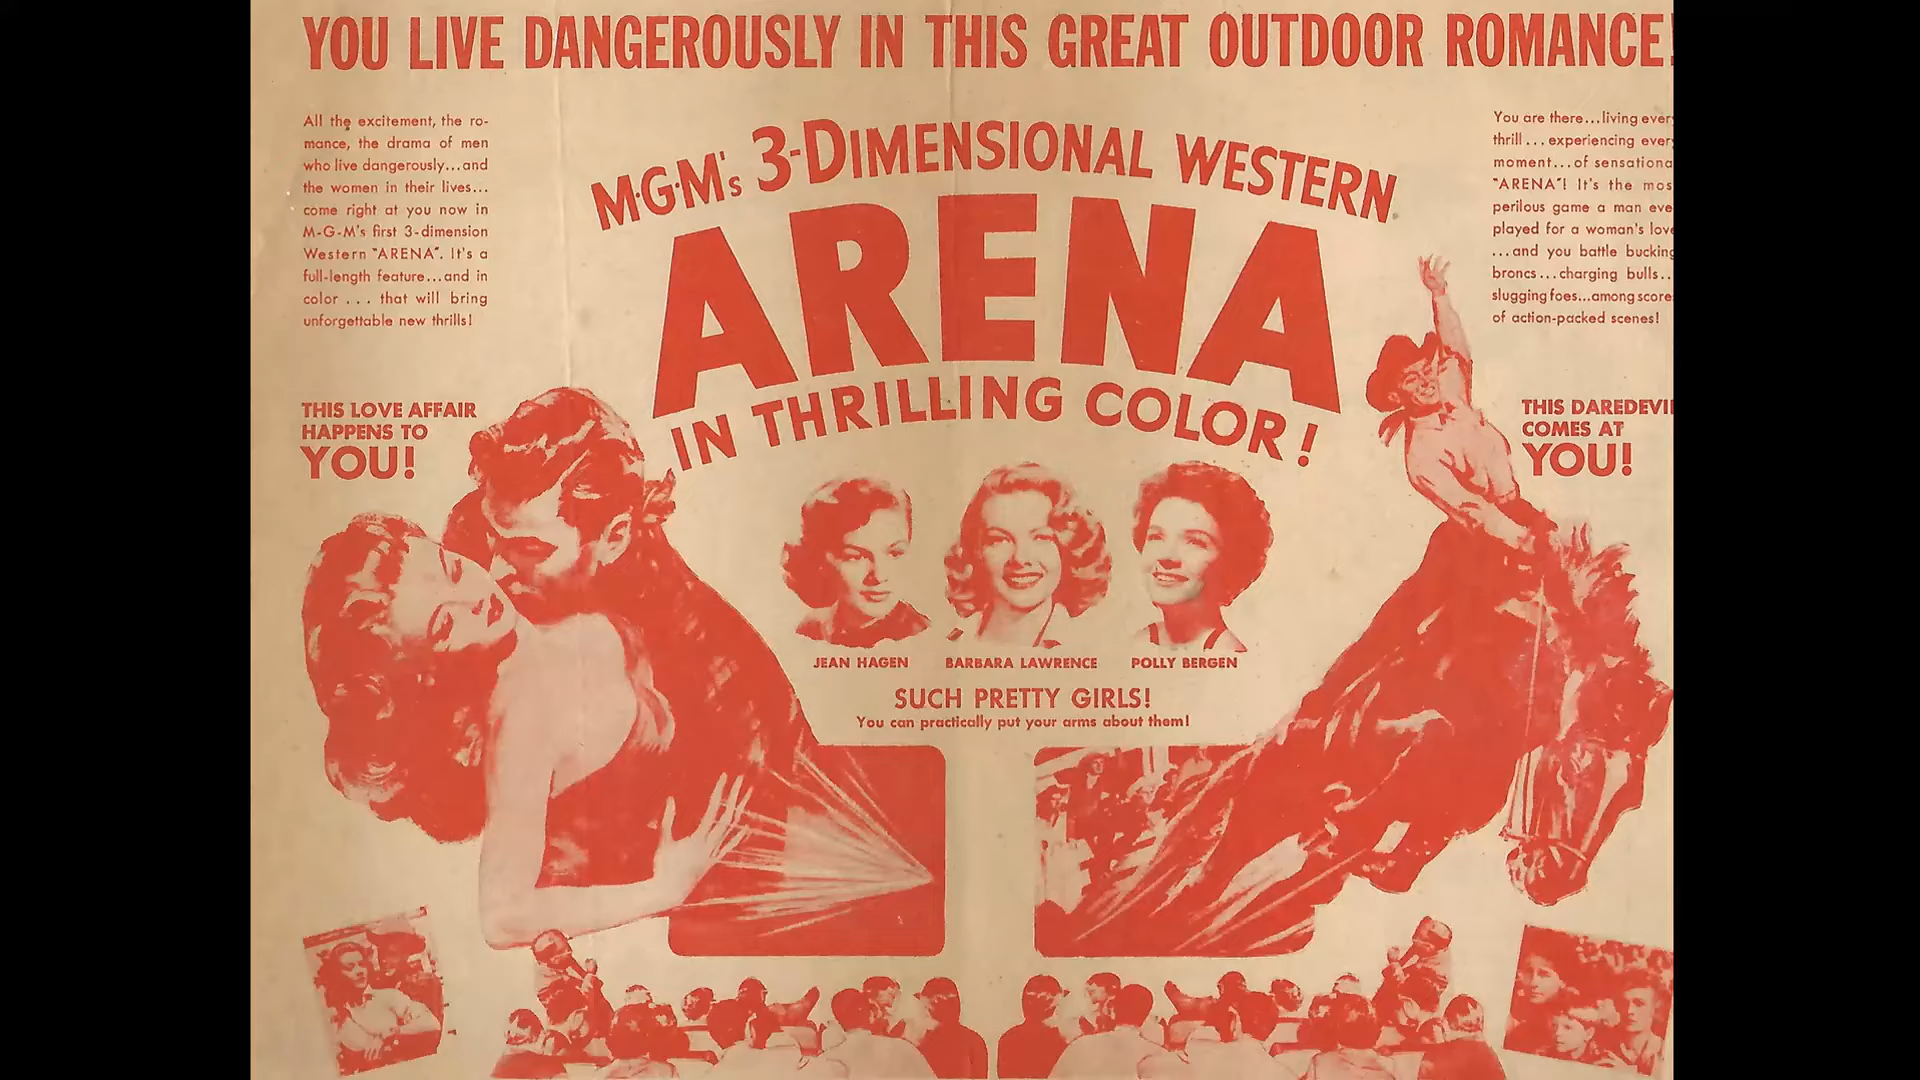 YOU LIVE DANGEROUSLY IN THIS GREAT OUTDOOR ROMANCE!
All the excitement, the ro-
mance, the drama of men
who live dangerously...and
the women in their lives...
come right at you now in
M-G-M's first 3-dimension
Western "ARENA". It's a
full-length feature...and in
color . . . that will bring
unforgettable new thrills!
M·G·M's 3-DIMENSIONAL WESTERN
ARENA
IN THRILLING COLOR!
You are there...living ever
thrill...experiencing ever
moment...of sensationa
"ARENA"! It's the mos
perilous game a man eve
played for a woman's love
...and you battle bucking
broncs...charging bulls..
slugging foes...among score
of action-packed scenes!
THIS LOVE AFFAIR
HAPPENS TO
YOU!
THIS DAREDEVI
COMES AT
YOU!
JEAN HAGEN
BARBARA LAWRENCE
POLLY BERGEN
SUCH PRETTY GIRLS!
You can practically put your arms about them!